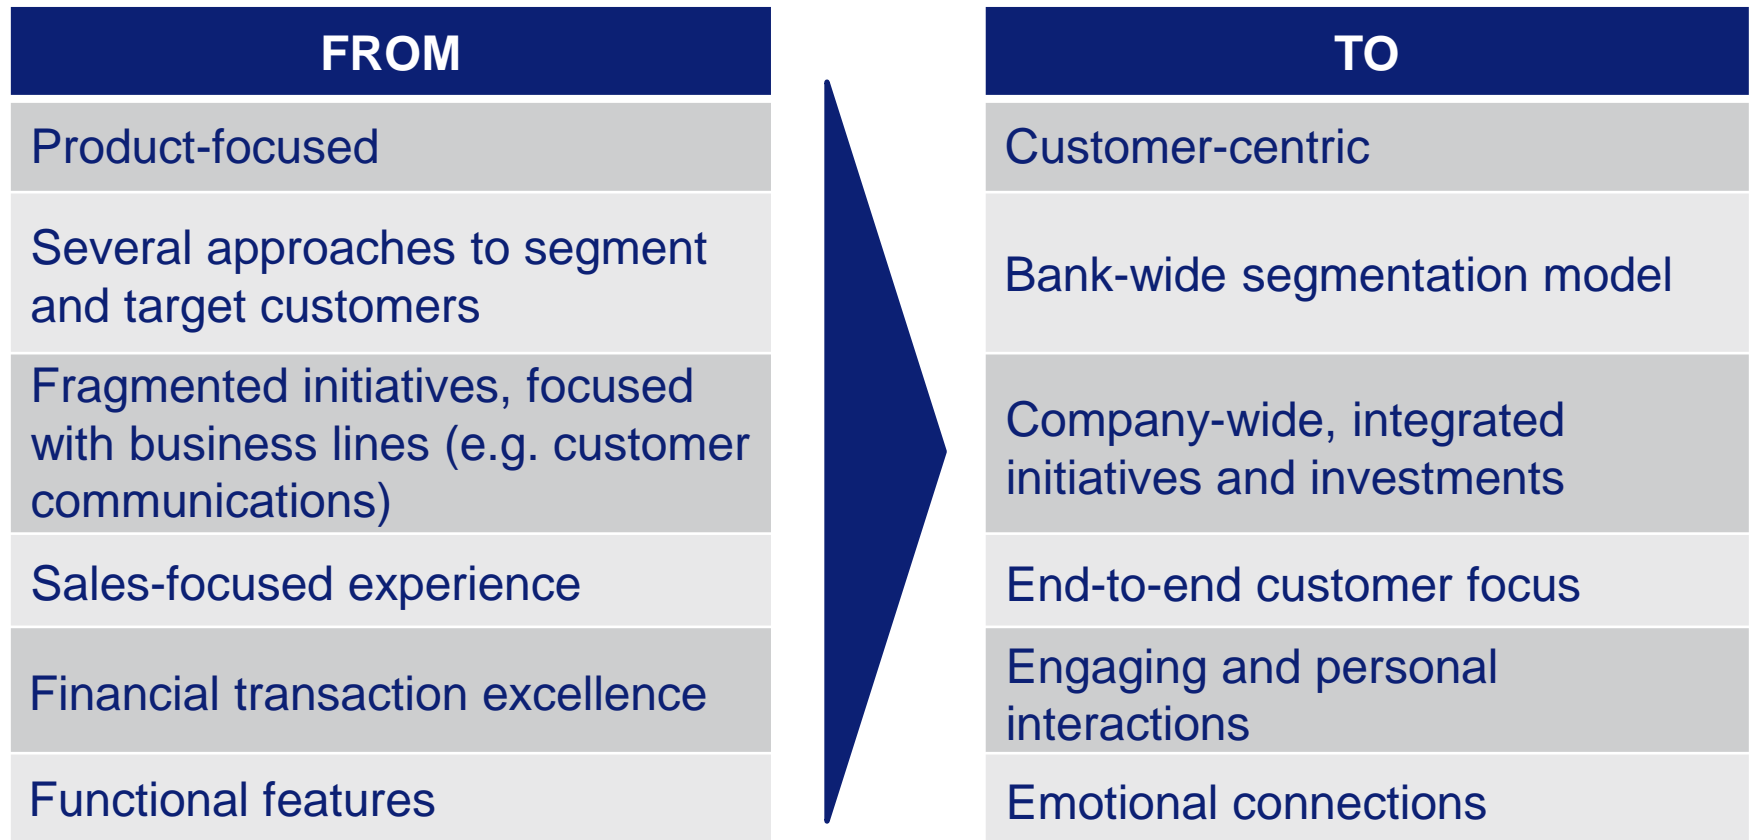 FROM
Product-focused
Several approaches to segment
and target customers
Fragmented initiatives, focused
with business lines (e.g. customer
communications)
Sales-focused experience
Financial transaction excellence
Functional features
TO
Customer-centric
Bank-wide segmentation model
Company-wide, integrated
initiatives and investments
End-to-end customer focus
Engaging and personal
interactions
Emotional connections